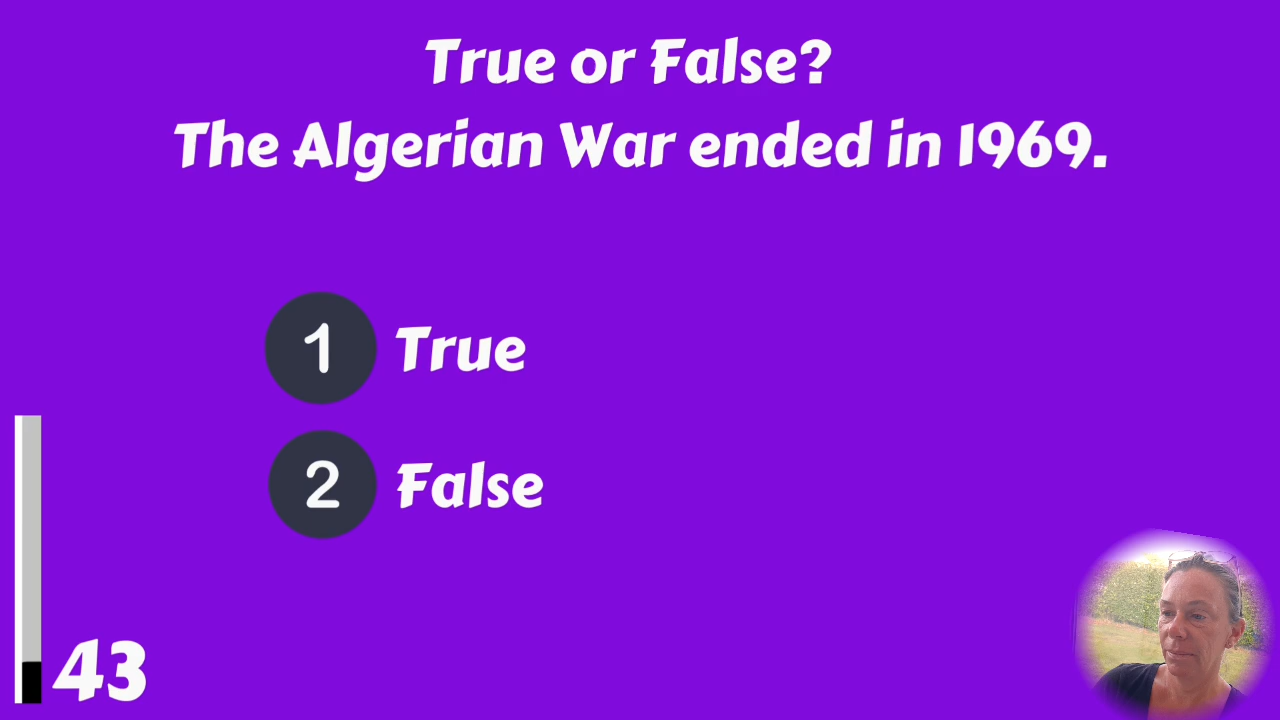 True or False?
The Algerian War ended in 1969.
1 True
2 False
43